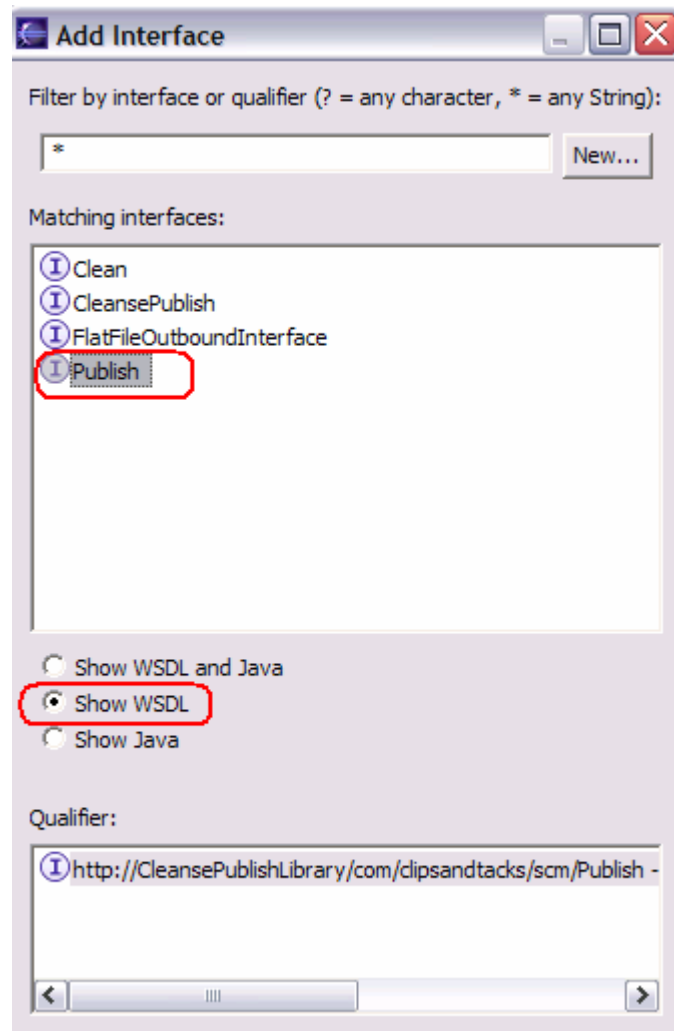 Add Interface
Filter by interface or qualifier (? = any character, * = any String):
*
New...
Matching interfaces:
Clean
CleansePublish
FlatFileOutboundInterface
Publish
Show WSDL and Java
Show WSDL
Show Java
Qualifier:
http://CleansePublishLibrary/com/clipsandtacks/scm/Publish -